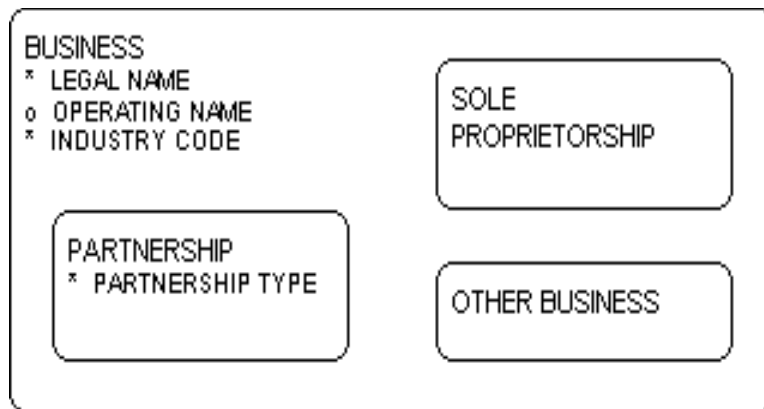 BUSINESS
* LEGAL NAME
o OPERATING NAME
* INDUSTRY CODE
SOLE
PROPRIETORSHIP
PARTNERSHIP
* PARTNERSHIP TYPE
OTHER BUSINESS